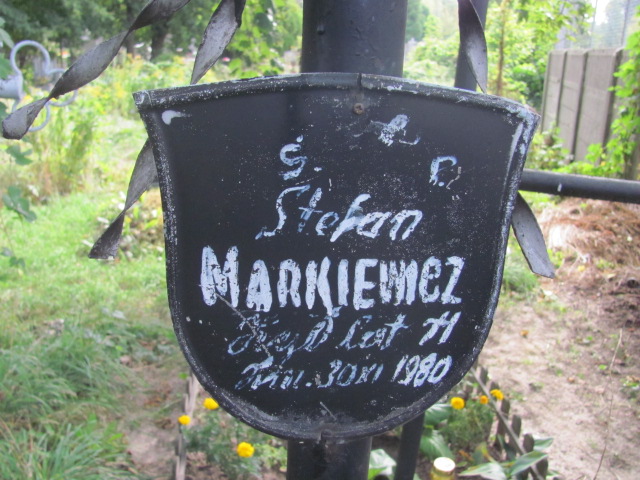 Ś. P.
Stefan
MARKIEWICZ
Żył Lat 71
Zm. 30 XI 1980